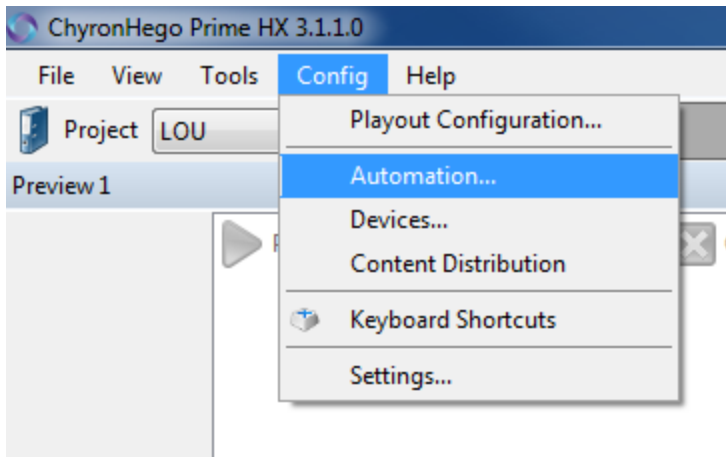 ChyronHego Prime HX 3.1.1.0
File View Tools Config Help
Project LOU
Playout Configuration...
Preview 1
Automation...
Devices...
Content Distribution
Keyboard Shortcuts
Settings...